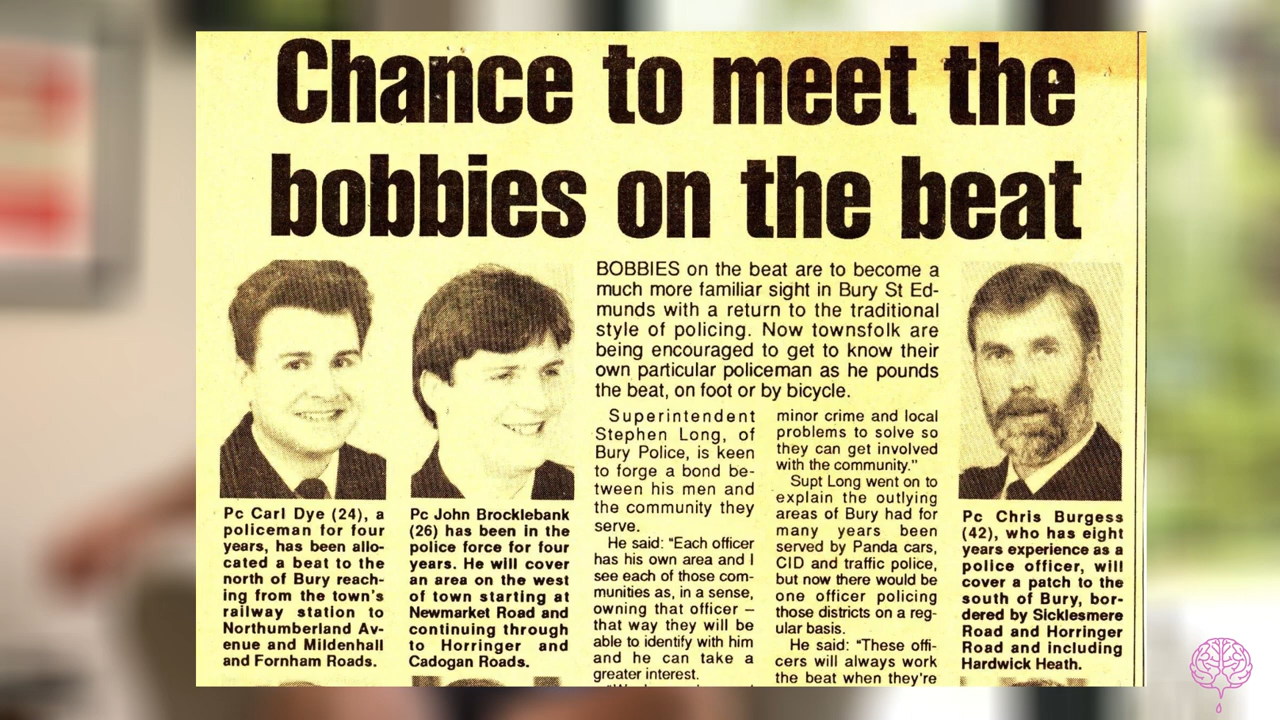 Chance to meet the
bobbies on the beat
Pc Carl Dye (24), a
policeman for four
years, has been allo-
cated a beat to the
north of Bury reach-
ing from the town's
railway station to
Northumberland Av-
enue and Mildenhall
and Fornham Roads.
Pc John Brocklebank
(26) has been in the
police force for four
years. He will cover
an area on the west
of town starting at
Newmarket Road and
continuing through
to Horringer and
Cadogan Roads.
BOBBIES on the beat are to become a
much more familiar sight in Bury St Ed-
munds with a return to the traditional
style of policing. Now townsfolk are
being encouraged to get to know their
own particular policeman as he pounds
the beat, on foot or by bicycle.
Superintendent
Stephen Long, of
Bury Police, is keen
to forge a bond be-
tween his men and
the community they
serve.
He said: “Each officer
has his own area and I
see each of those com-
munities as, in a sense,
owning that officer –
that way they will be
able to identify with him
and he can take a
greater interest.
minor crime and local
problems to solve so
they can get involved
with the community.”
Supt Long went on to
explain the outlying
areas of Bury had for
many years been
served by Panda cars,
CID and traffic police,
but now there would be
one officer policing
those districts on a reg-
ular basis.
He said: “These offi-
cers will always work
the beat when they're
Pc Chris Burgess
(42), who has eight
years experience as a
police officer, will
cover a patch to the
south of Bury, bor-
dered by Sicklesmere
Road and Horringer
Road and including
Hardwick Heath.